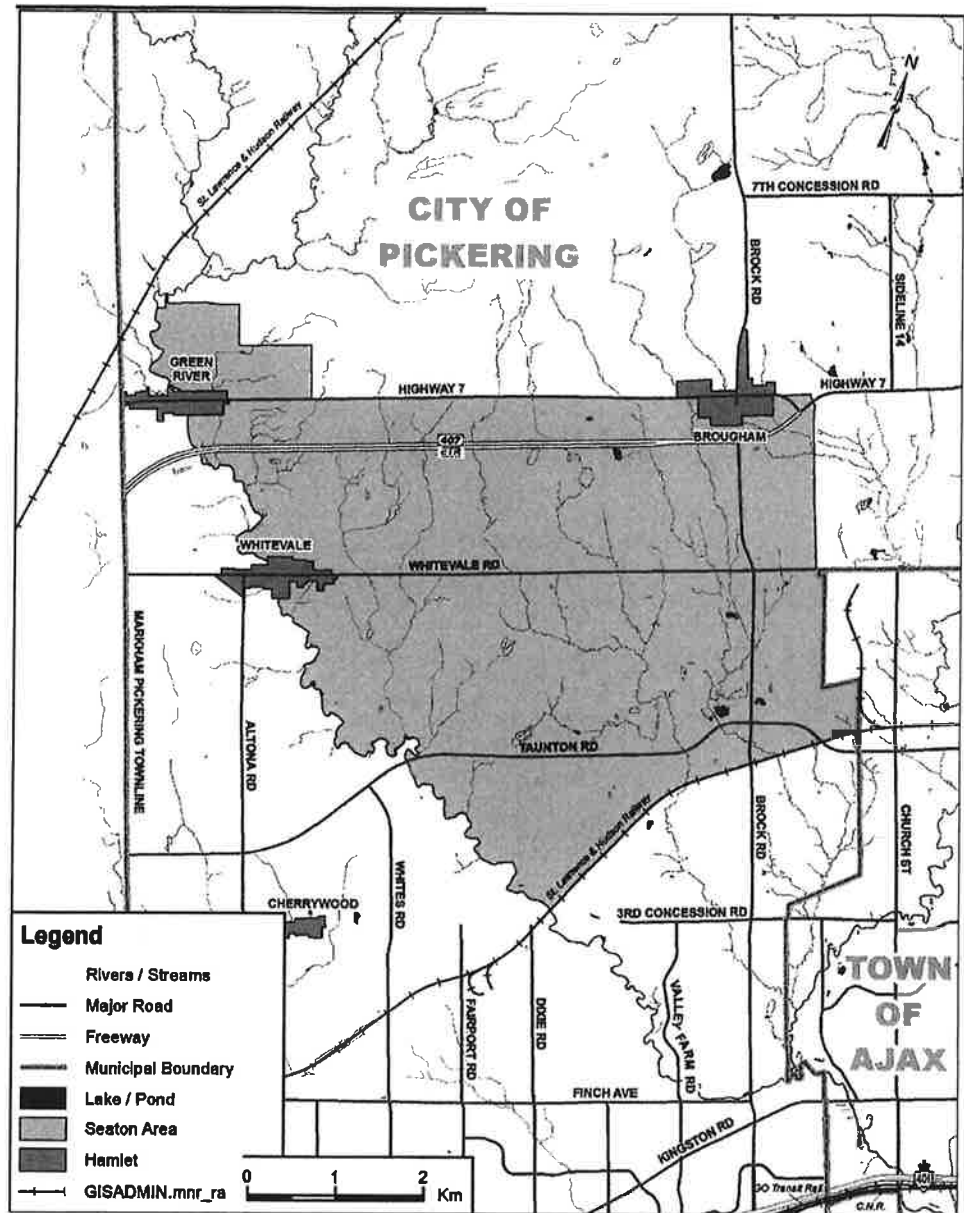 N
St. Lawrence & Hudson Railway
7TH CONCESSION RD
CITY OF
PICKERING
BROCK RD
SIDELINE 14
GREEN
RIVER
HIGHWAY 7
HIGHWAY 7
407
ETR
BROUGHAM
WHITEVALE
WHITEVALE RD
MARKHAM PICKERING TOWNLINE
ALTONA RD
TAUNTON RD
St. Lawrence & Hudson Railway
BROCK RD
CHURCH ST
WHITES RD
CHERRYWOOD
3RD CONCESSION RD
FAIRPORT RD
DIXIE RD
VALLEY FARM RD
TOWN
OF
AJAX
FINCH AVE
KINGSTON RD
GO Transit Rail
401
C.N.R.
Legend
Rivers / Streams
Major Road
Freeway
Municipal Boundary
Lake / Pond
Seaton Area
Hamlet
GISADMIN.mnr_ra
0 1 2
Km